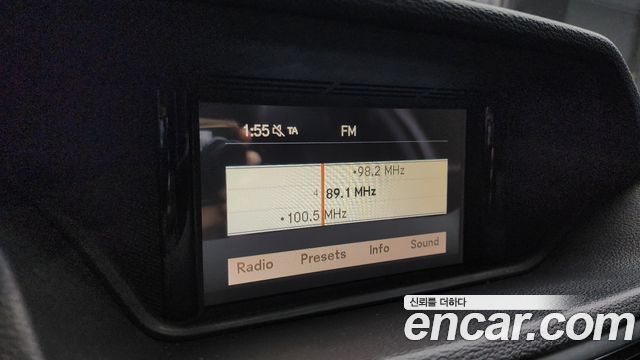 1:55 TA FM
•98.2 MHz
4 89.1 MHz
•100.5 MHz
Radio Presets Info Sound
신뢰를 더하다
encar.com